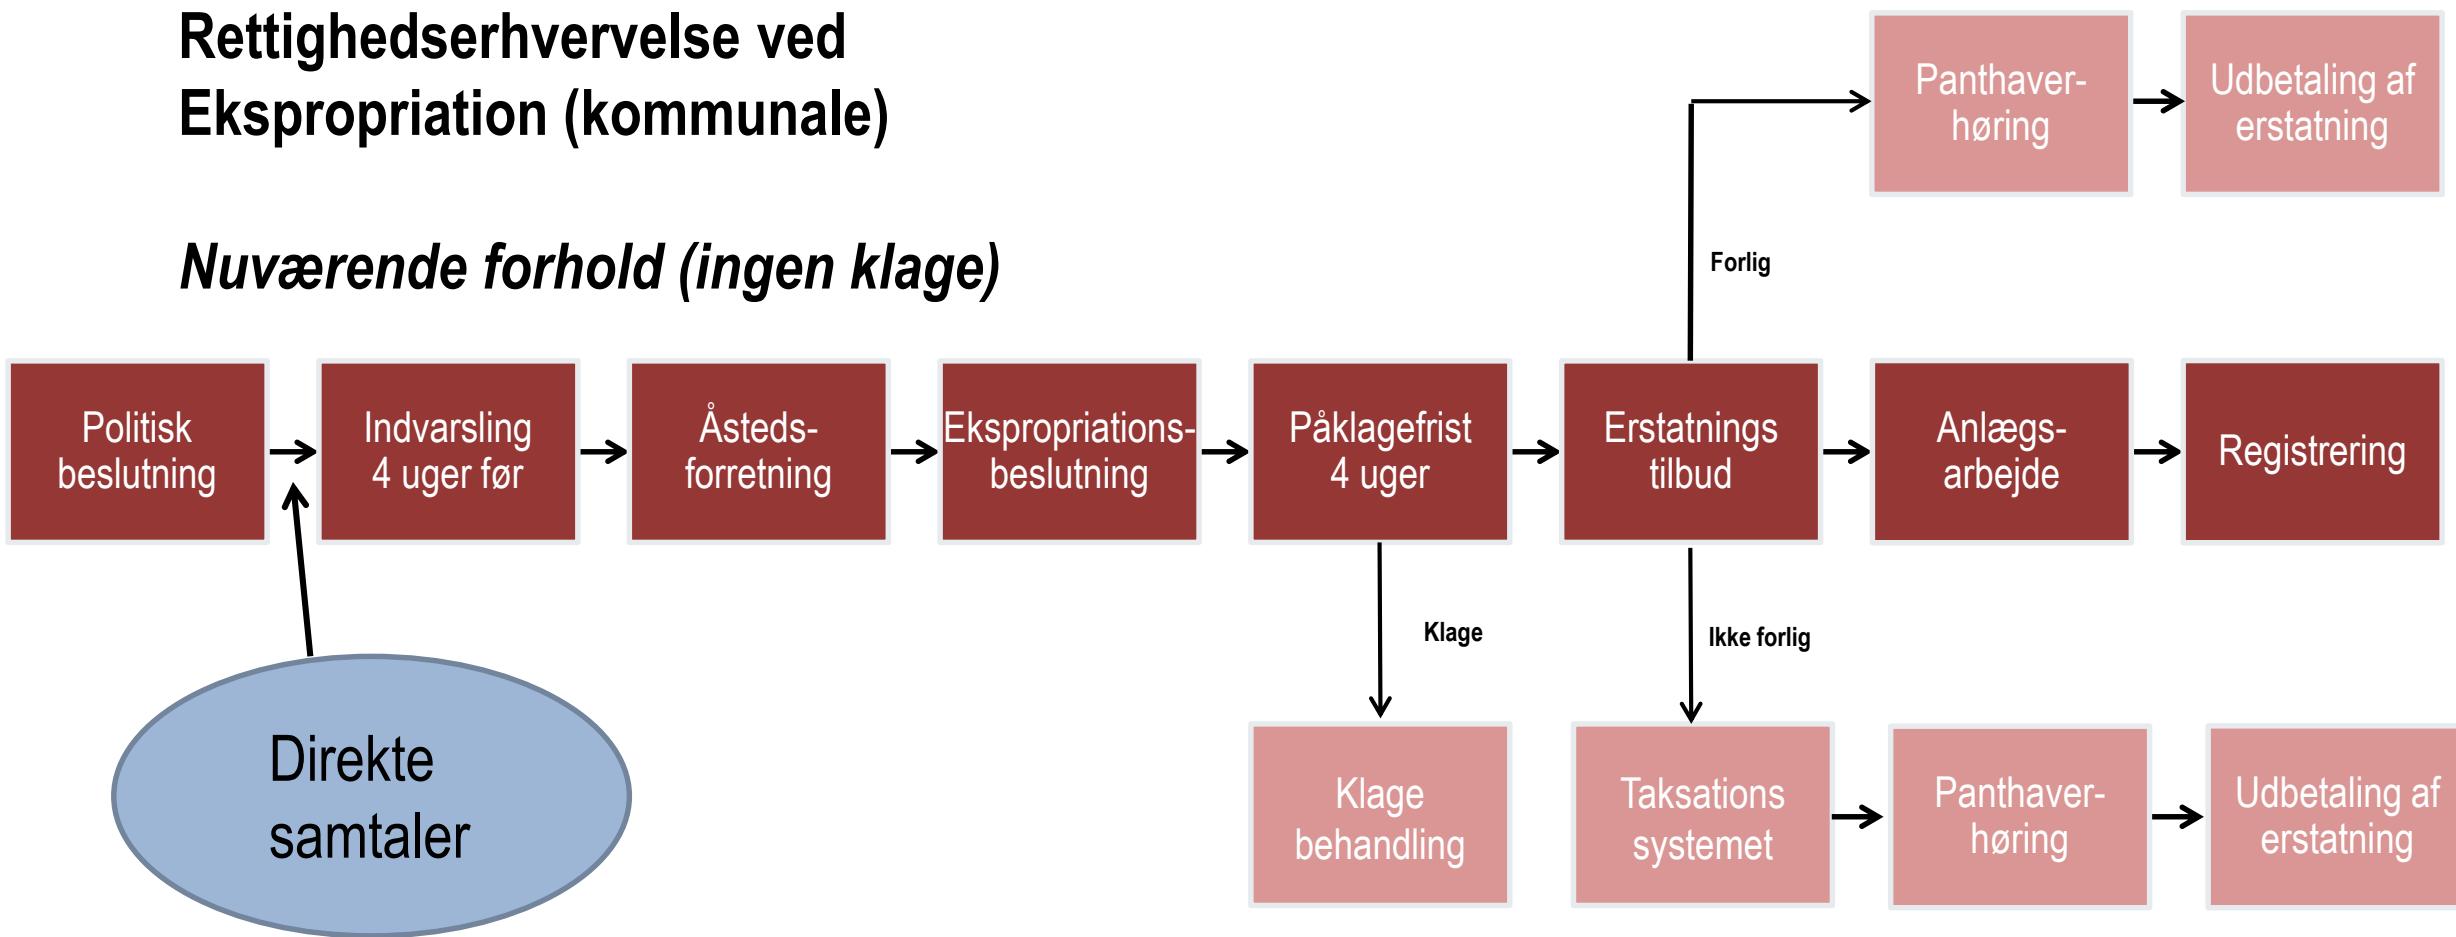 Rettighedserhvervelse ved
Ekspropriation (kommunale)
Nuværende forhold (ingen klage)
Panthaver-
høring
Udbetaling af
erstatning
Forlig
Politisk
beslutning
Indvarsling
4 uger før
Åsteds-
forretning
Ekspropriations-
beslutning
Påklagefrist
4 uger
Erstatnings
tilbud
Anlægs-
arbejde
Registrering
Klage
Ikke forlig
Direkte
samtaler
Klage
behandling
Taksations
systemet
Panthaver-
høring
Udbetaling af
erstatning